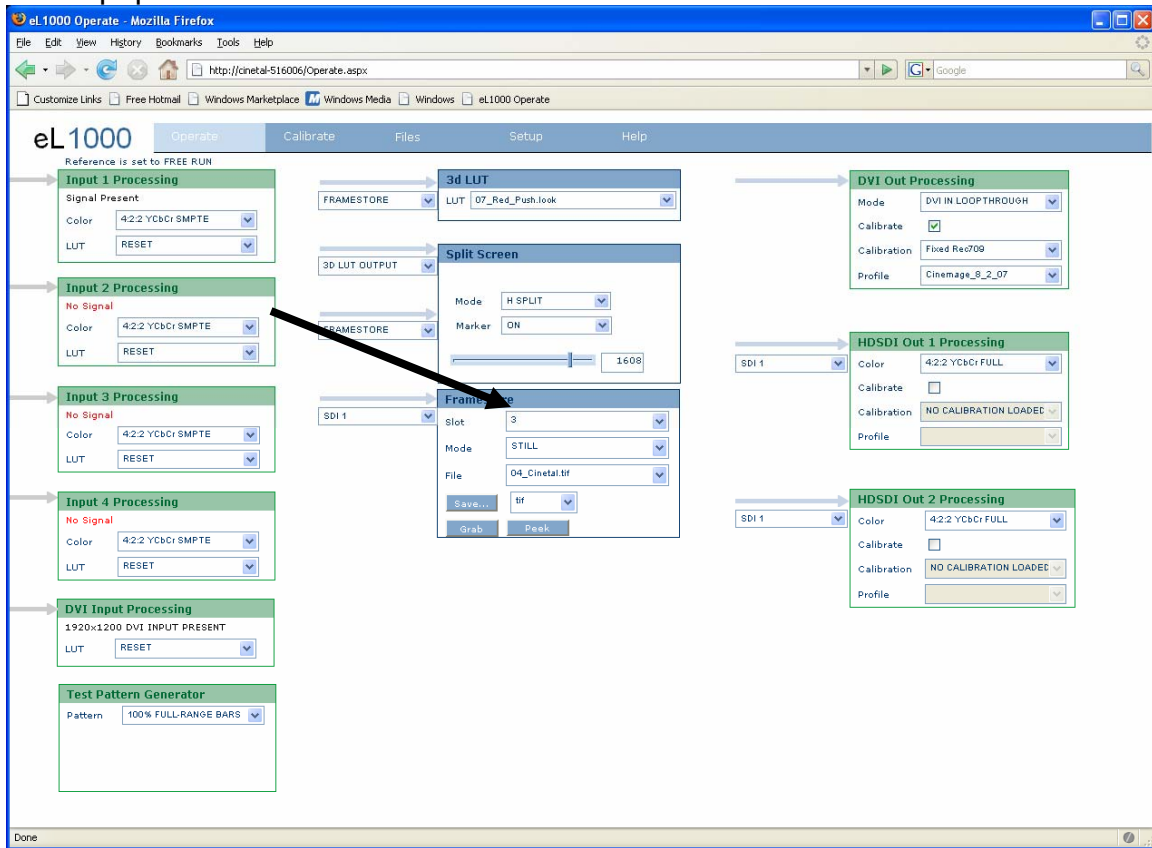 eL1000 Operate - Mozilla Firefox
File Edit View History Bookmarks Tools Help
http://cinetal-516006/Operate.aspx
Google
Customize Links Free Hotmail Windows Marketplace Windows Media Windows eL1000 Operate
eL1000 Operate Calibrate Files Setup Help
Reference is set to FREE RUN
Input 1 Processing
Signal Present
Color 4:2:2 YCbCr SMPTE
LUT RESET
Input 2 Processing
No Signal
Color 4:2:2 YCbCr SMPTE
LUT RESET
Input 3 Processing
No Signal
Color 4:2:2 YCbCr SMPTE
LUT RESET
Input 4 Processing
No Signal
Color 4:2:2 YCbCr SMPTE
LUT RESET
DVI Input Processing
1920x1200 DVI INPUT PRESENT
LUT RESET
Test Pattern Generator
Pattern 100% FULL-RANGE BARS
FRAMESTORE
3d LUT
LUT 07_Red_Push.look
3D LUT OUTPUT
FRAMESTORE
Split Screen
Mode H SPLIT
Marker ON
1608
SDI 1
Framestore
Slot 3
Mode STILL
File 04_Cinetal.tif
Save... tif
Grab Peek
DVI Out Processing
Mode DVI IN LOOPTHROUGH
Calibrate
Calibration Fixed Rec709
Profile Cinemage_8_2_07
SDI 1
HDSDI Out 1 Processing
Color 4:2:2 YCbCr FULL
Calibrate
Calibration NO CALIBRATION LOADED
Profile
SDI 1
HDSDI Out 2 Processing
Color 4:2:2 YCbCr FULL
Calibrate
Calibration NO CALIBRATION LOADED
Profile
Done